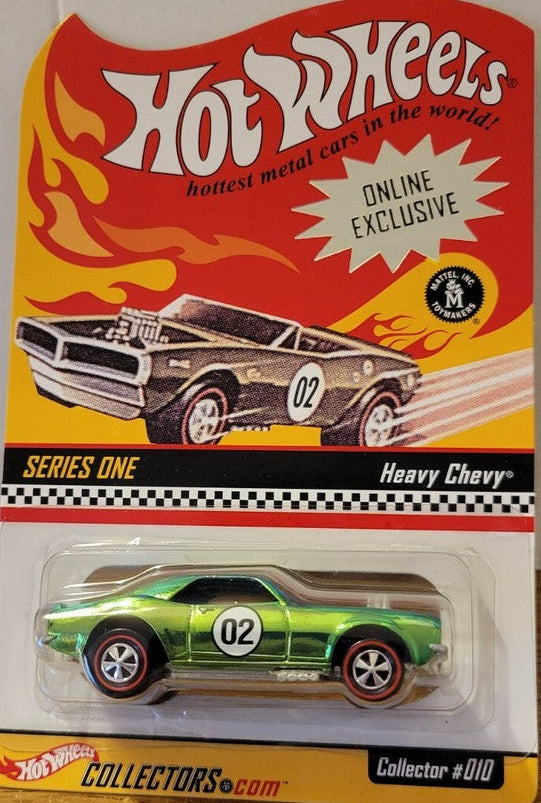 HOT WHEELS®
hottest metal cars in the world!
ONLINE
EXCLUSIVE
MATTEL, INC.
M
TOYMAKERS
®
02
SERIES ONE
Heavy Chevy®
02
HOT WHEELS
COLLECTORS.COM™
Collector #010